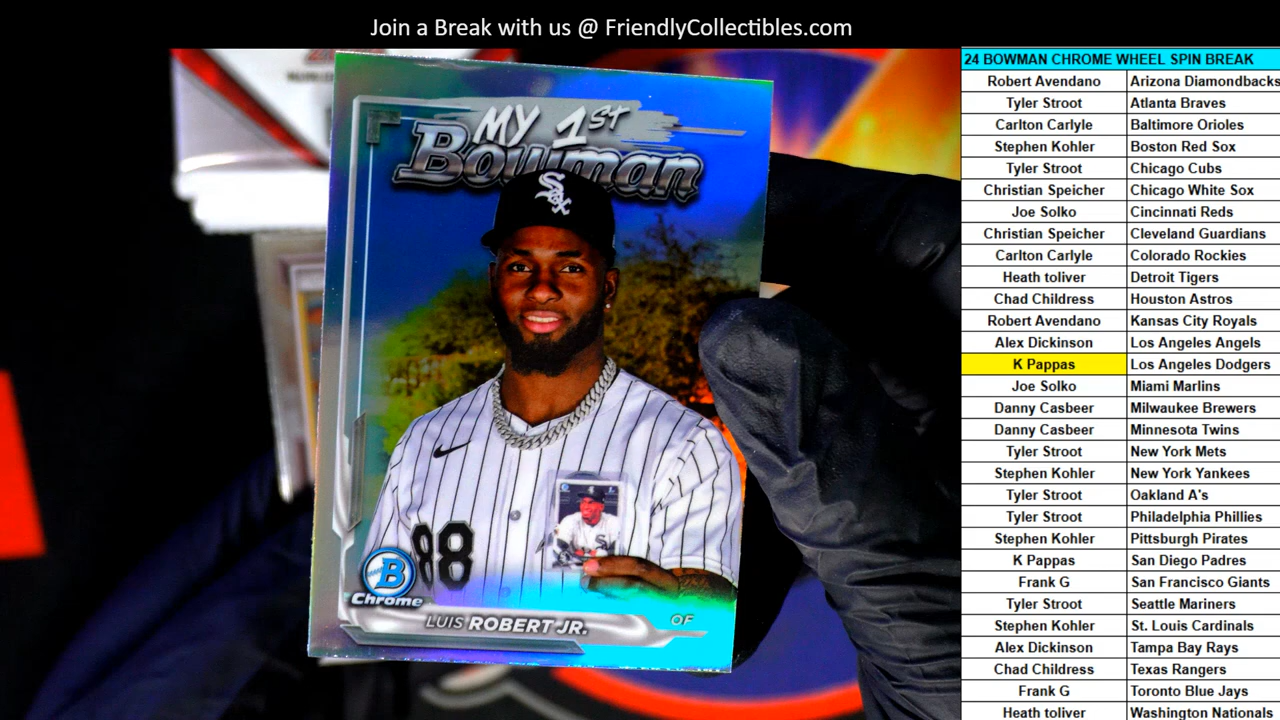 Join a Break with us @ FriendlyCollectibles.com
MY 1ST
Bowman
Sox
88
B
Chrome
LUIS ROBERT JR.
OF
24 BOWMAN CHROME WHEEL SPIN BREAK
Robert Avendano Arizona Diamondbacks
Tyler Stroot Atlanta Braves
Carlton Carlyle Baltimore Orioles
Stephen Kohler Boston Red Sox
Tyler Stroot Chicago Cubs
Christian Speicher Chicago White Sox
Joe Solko Cincinnati Reds
Christian Speicher Cleveland Guardians
Carlton Carlyle Colorado Rockies
Heath toliver Detroit Tigers
Chad Childress Houston Astros
Robert Avendano Kansas City Royals
Alex Dickinson Los Angeles Angels
K Pappas Los Angeles Dodgers
Joe Solko Miami Marlins
Danny Casbeer Milwaukee Brewers
Danny Casbeer Minnesota Twins
Tyler Stroot New York Mets
Stephen Kohler New York Yankees
Tyler Stroot Oakland A's
Tyler Stroot Philadelphia Phillies
Stephen Kohler Pittsburgh Pirates
K Pappas San Diego Padres
Frank G San Francisco Giants
Tyler Stroot Seattle Mariners
Stephen Kohler St. Louis Cardinals
Alex Dickinson Tampa Bay Rays
Chad Childress Texas Rangers
Frank G Toronto Blue Jays
Heath toliver Washington Nationals